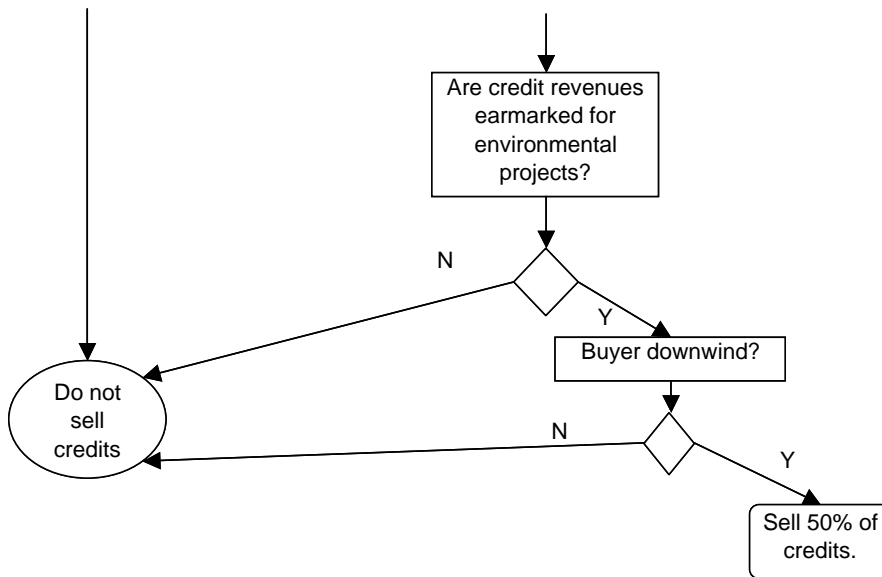 Are credit revenues
earmarked for
environmental
projects?
N
Y
Buyer downwind?
Do not
sell
credits
N
Y
Sell 50% of
credits.